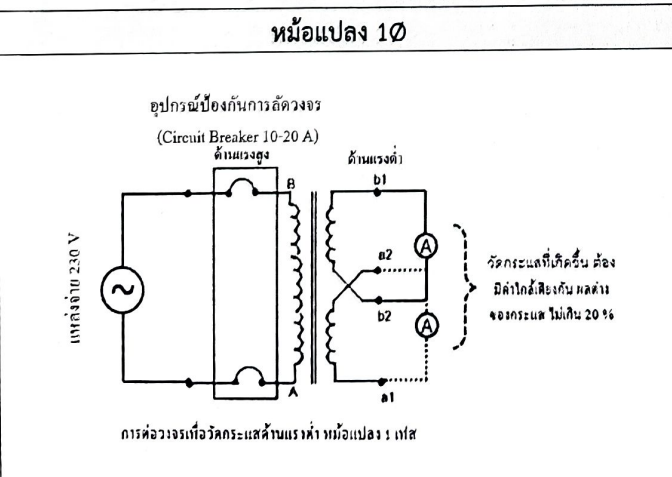 หม้อแปลง 1Ø
อุปกรณ์ป้องกันการลัดวงจร
(Circuit Breaker 10-20 A)
ด้านแรงสูง
ด้านแรงต่ำ
B
b1
A
a2
แหล่งจ่าย 230 V
~
วัดกระแสที่เกิดขึ้น ต้อง
มีค่าใกล้เคียงกัน ผลต่าง
ของกระแส ไม่เกิน 20 %
b2
A
A
a1
การต่อวงจรเพื่อวัดกระแสด้านแรงต่ำ หม้อแปลง 1 เฟส